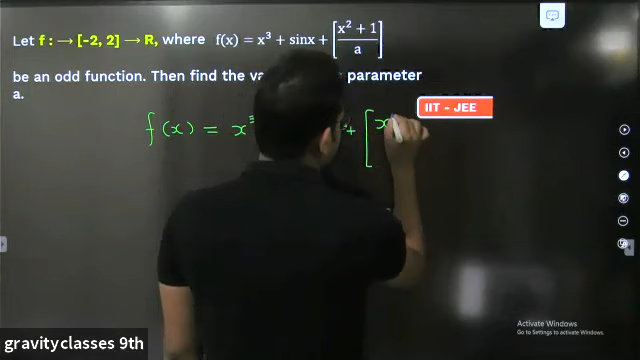 Let f : → [-2, 2] → R, where f(x) = x³ + sinx + [x² + 1 / a]
be an odd function. Then find the va parameter
a.
IIT - JEE
f(x) = x³ + [x
Activate Windows
Go to Settings to activate Windows.
gravityclasses 9th